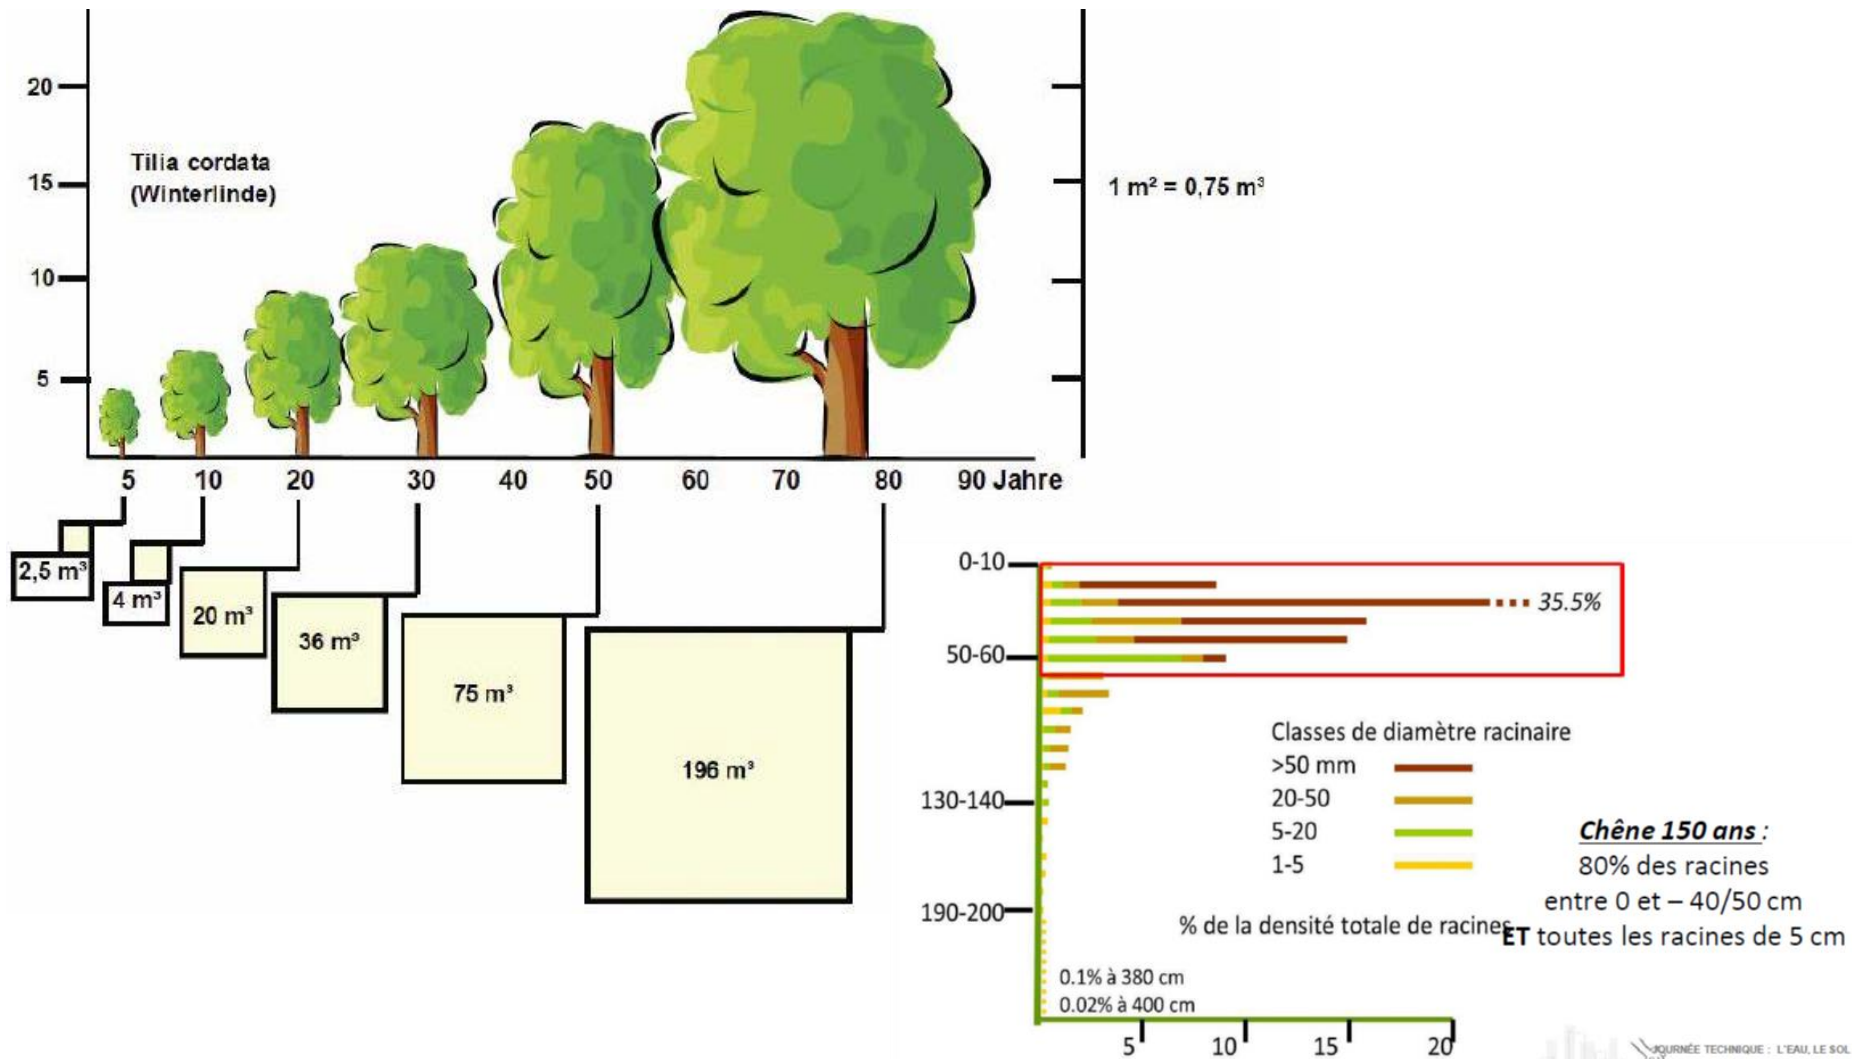 20
Tilia cordata
(Winterlinde)
15
10
5
1 m² = 0,75 m³
5 10 20 30 40 50 60 70 80 90 Jahre
2,5 m³
4 m³
20 m³
36 m³
75 m³
196 m³
0-10
35.5%
50-60
Classes de diamètre racinaire
>50 mm
20-50
5-20
1-5
130-140
190-200
% de la densité totale de racines
0.1% à 380 cm
0.02% à 400 cm
5 10 15 20
Chêne 150 ans :
80% des racines
entre 0 et – 40/50 cm
ET toutes les racines de 5 cm
JOURNÉE TECHNIQUE : L'EAU, LE SOL